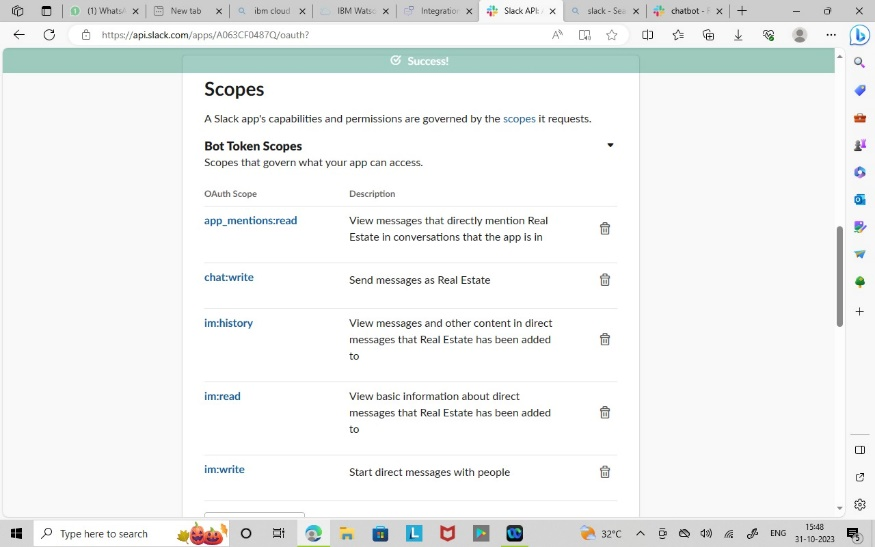 (1) Whats
New tab
ibm cloud
IBM Watso
Integration
Slack API:
slack - Sea
chatbot -
https://api.slack.com/apps/A063CF0487Q/oauth?
Success!
Scopes
A Slack app's capabilities and permissions are governed by the scopes it requests.
Bot Token Scopes
Scopes that govern what your app can access.
OAuth Scope Description
app_mentions:read View messages that directly mention Real
Estate in conversations that the app is in
chat:write Send messages as Real Estate
im:history View messages and other content in direct
messages that Real Estate has been added
to
im:read View basic information about direct
messages that Real Estate has been added
to
im:write Start direct messages with people
Type here to search
32°C
ENG
15:48
31-10-2023